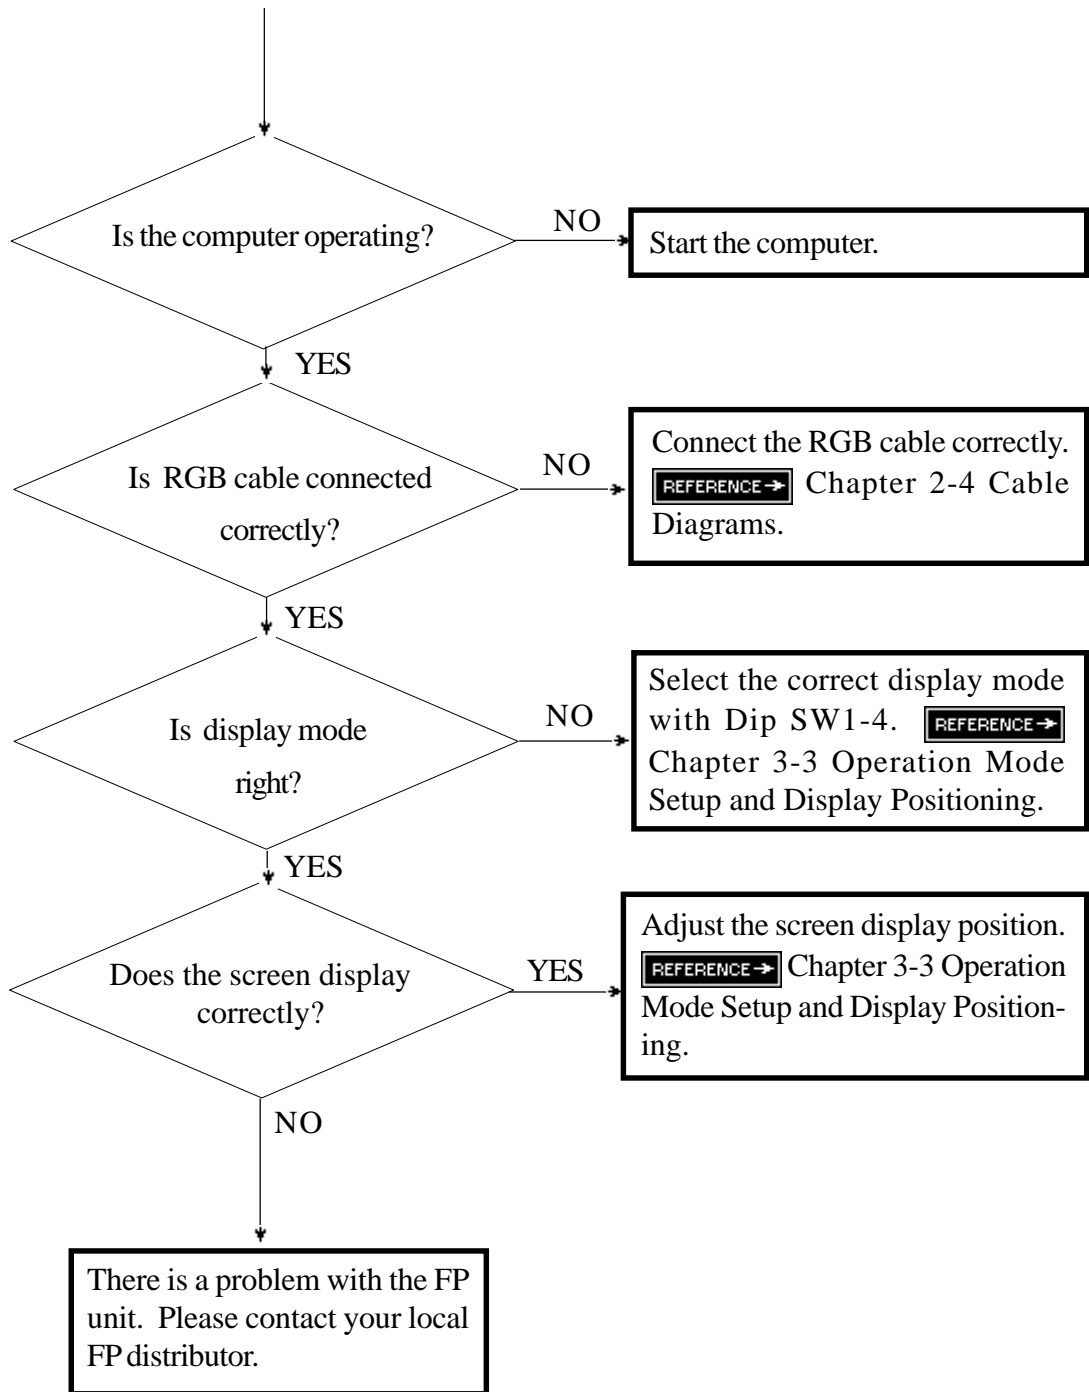 Is the computer operating?
NO
Start the computer.
YES
Is RGB cable connected
correctly?
NO
Connect the RGB cable correctly.
REFERENCE Chapter 2-4 Cable
Diagrams.
YES
Is display mode
right?
NO
Select the correct display mode
with Dip SW1-4. REFERENCE
Chapter 3-3 Operation Mode
Setup and Display Positioning.
YES
Does the screen display
correctly?
YES
Adjust the screen display position.
REFERENCE Chapter 3-3 Operation
Mode Setup and Display Position-
ing.
NO
There is a problem with the FP
unit. Please contact your local
FP distributor.